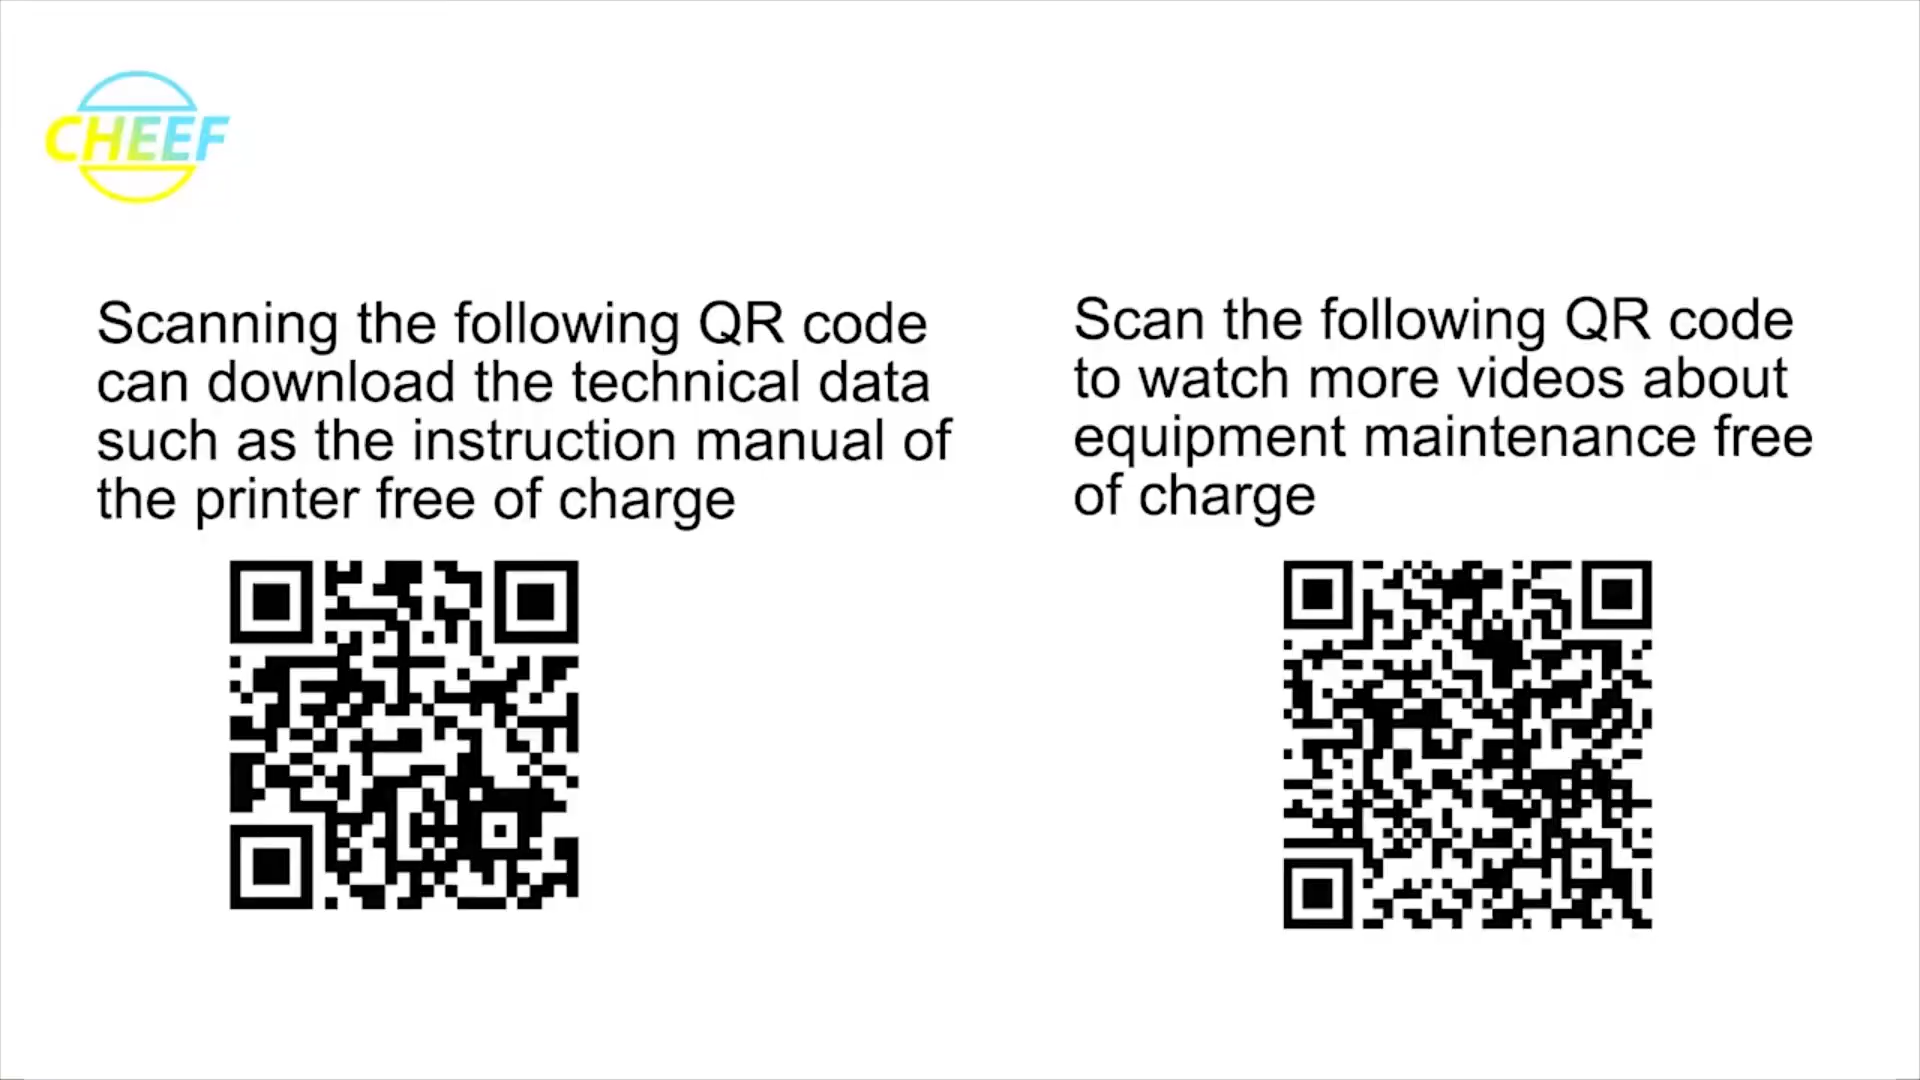 CHEEF
Scanning the following QR code
can download the technical data
such as the instruction manual of
the printer free of charge
Scan the following QR code
to watch more videos about
equipment maintenance free
of charge